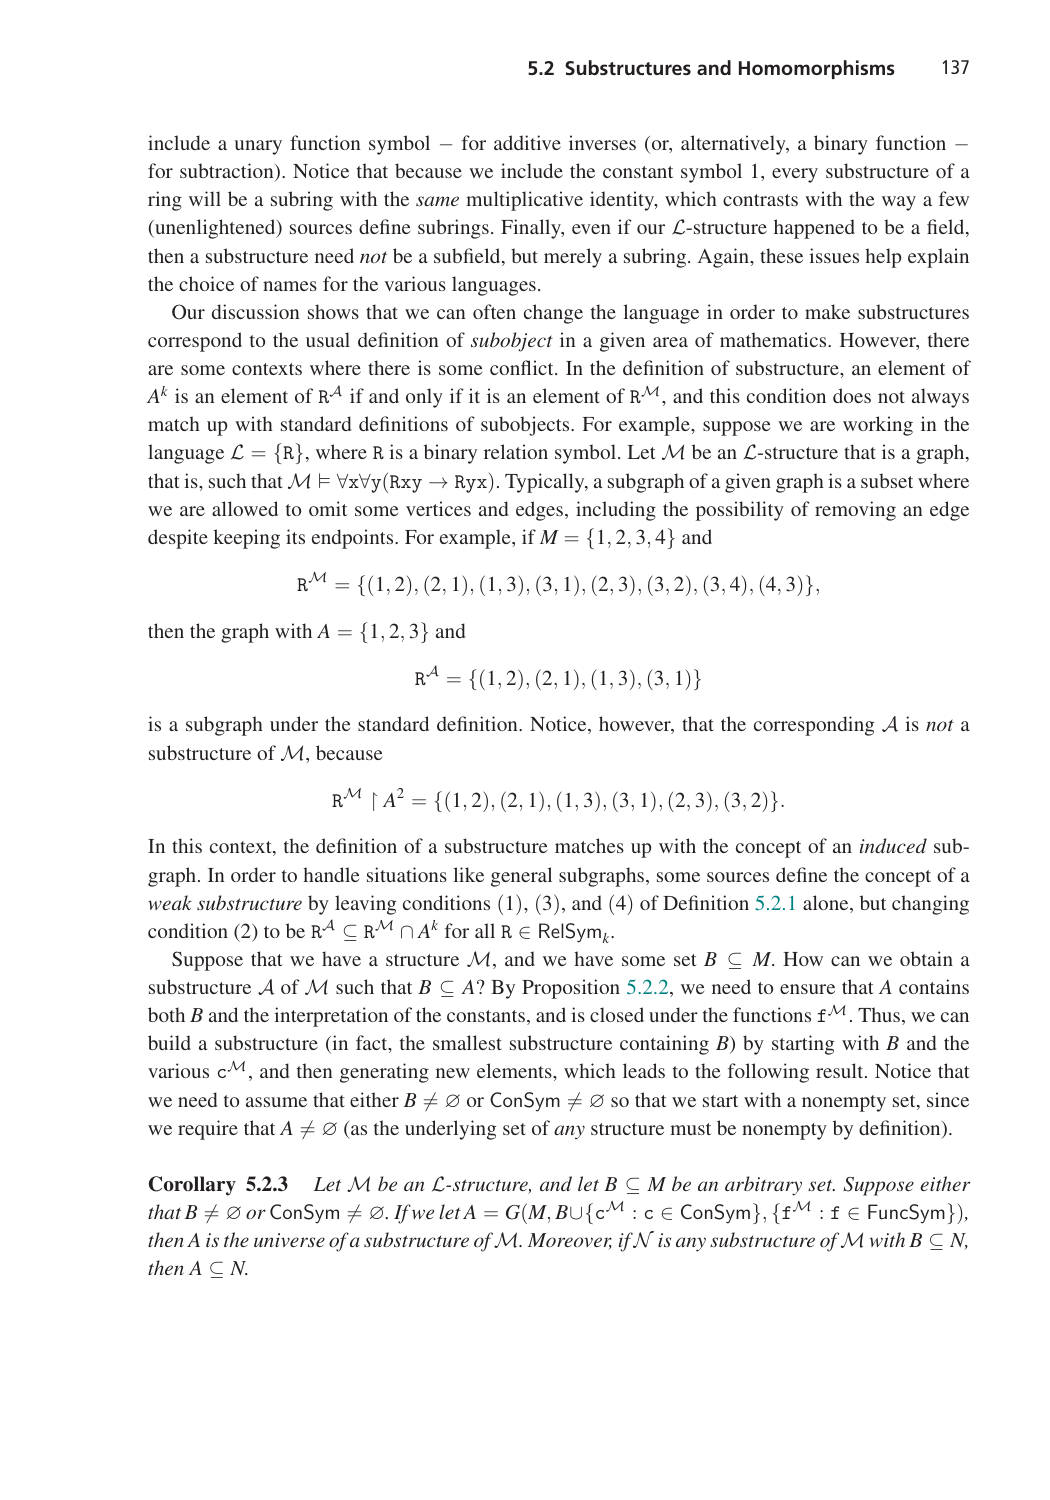 5.2 Substructures and Homomorphisms 137
include a unary function symbol − for additive inverses (or, alternatively, a binary function −
for subtraction). Notice that because we include the constant symbol 1, every substructure of a
ring will be a subring with the same multiplicative identity, which contrasts with the way a few
(unenlightened) sources define subrings. Finally, even if our ℒ-structure happened to be a field,
then a substructure need not be a subfield, but merely a subring. Again, these issues help explain
the choice of names for the various languages.
Our discussion shows that we can often change the language in order to make substructures
correspond to the usual definition of subobject in a given area of mathematics. However, there
are some contexts where there is some conflict. In the definition of substructure, an element of
Aᵏ is an element of R^𝒜 if and only if it is an element of R^ℳ, and this condition does not always
match up with standard definitions of subobjects. For example, suppose we are working in the
language ℒ = {R}, where R is a binary relation symbol. Let ℳ be an ℒ-structure that is a graph,
that is, such that ℳ ⊨ ∀x∀y(Rxy → Ryx). Typically, a subgraph of a given graph is a subset where
we are allowed to omit some vertices and edges, including the possibility of removing an edge
despite keeping its endpoints. For example, if M = {1, 2, 3, 4} and
R^ℳ = {(1, 2), (2, 1), (1, 3), (3, 1), (2, 3), (3, 2), (3, 4), (4, 3)},
then the graph with A = {1, 2, 3} and
R^𝒜 = {(1, 2), (2, 1), (1, 3), (3, 1)}
is a subgraph under the standard definition. Notice, however, that the corresponding 𝒜 is not a
substructure of ℳ, because
R^ℳ ↾ A² = {(1, 2), (2, 1), (1, 3), (3, 1), (2, 3), (3, 2)}.
In this context, the definition of a substructure matches up with the concept of an induced sub-
graph. In order to handle situations like general subgraphs, some sources define the concept of a
weak substructure by leaving conditions (1), (3), and (4) of Definition 5.2.1 alone, but changing
condition (2) to be R^𝒜 ⊆ R^ℳ ∩ Aᵏ for all R ∈ RelSymₖ.
Suppose that we have a structure ℳ, and we have some set B ⊆ M. How can we obtain a
substructure 𝒜 of ℳ such that B ⊆ A? By Proposition 5.2.2, we need to ensure that A contains
both B and the interpretation of the constants, and is closed under the functions f^ℳ. Thus, we can
build a substructure (in fact, the smallest substructure containing B) by starting with B and the
various c^ℳ, and then generating new elements, which leads to the following result. Notice that
we need to assume that either B ≠ ∅ or ConSym ≠ ∅ so that we start with a nonempty set, since
we require that A ≠ ∅ (as the underlying set of any structure must be nonempty by definition).
Corollary 5.2.3 Let ℳ be an ℒ-structure, and let B ⊆ M be an arbitrary set. Suppose either
that B ≠ ∅ or ConSym ≠ ∅. If we let A = G(M, B∪{c^ℳ : c ∈ ConSym}, {f^ℳ : f ∈ FuncSym}),
then A is the universe of a substructure of ℳ. Moreover, if 𝒩 is any substructure of ℳ with B ⊆ N,
then A ⊆ N.